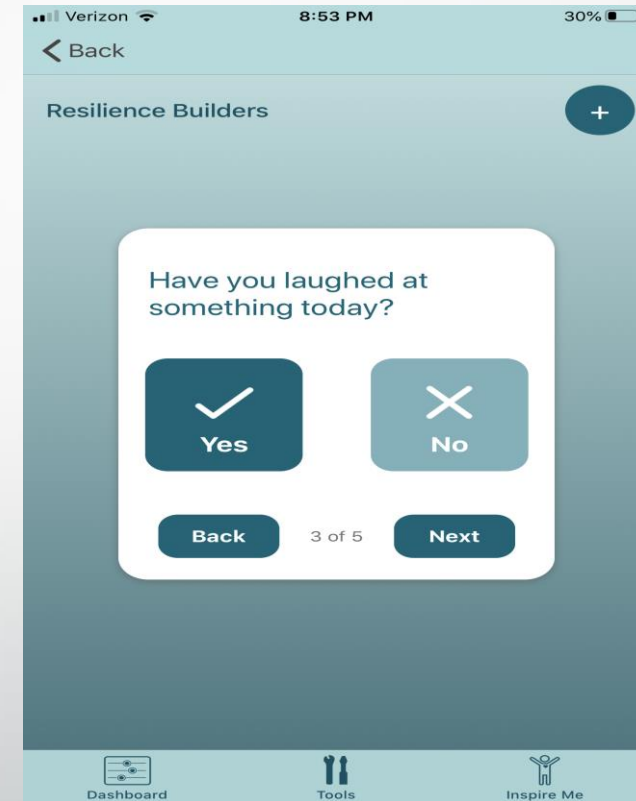 Verizon 8:53 PM 30%
Back
Resilience Builders +
Have you laughed at
something today?
Yes No
Back 3 of 5 Next
Dashboard Tools Inspire Me